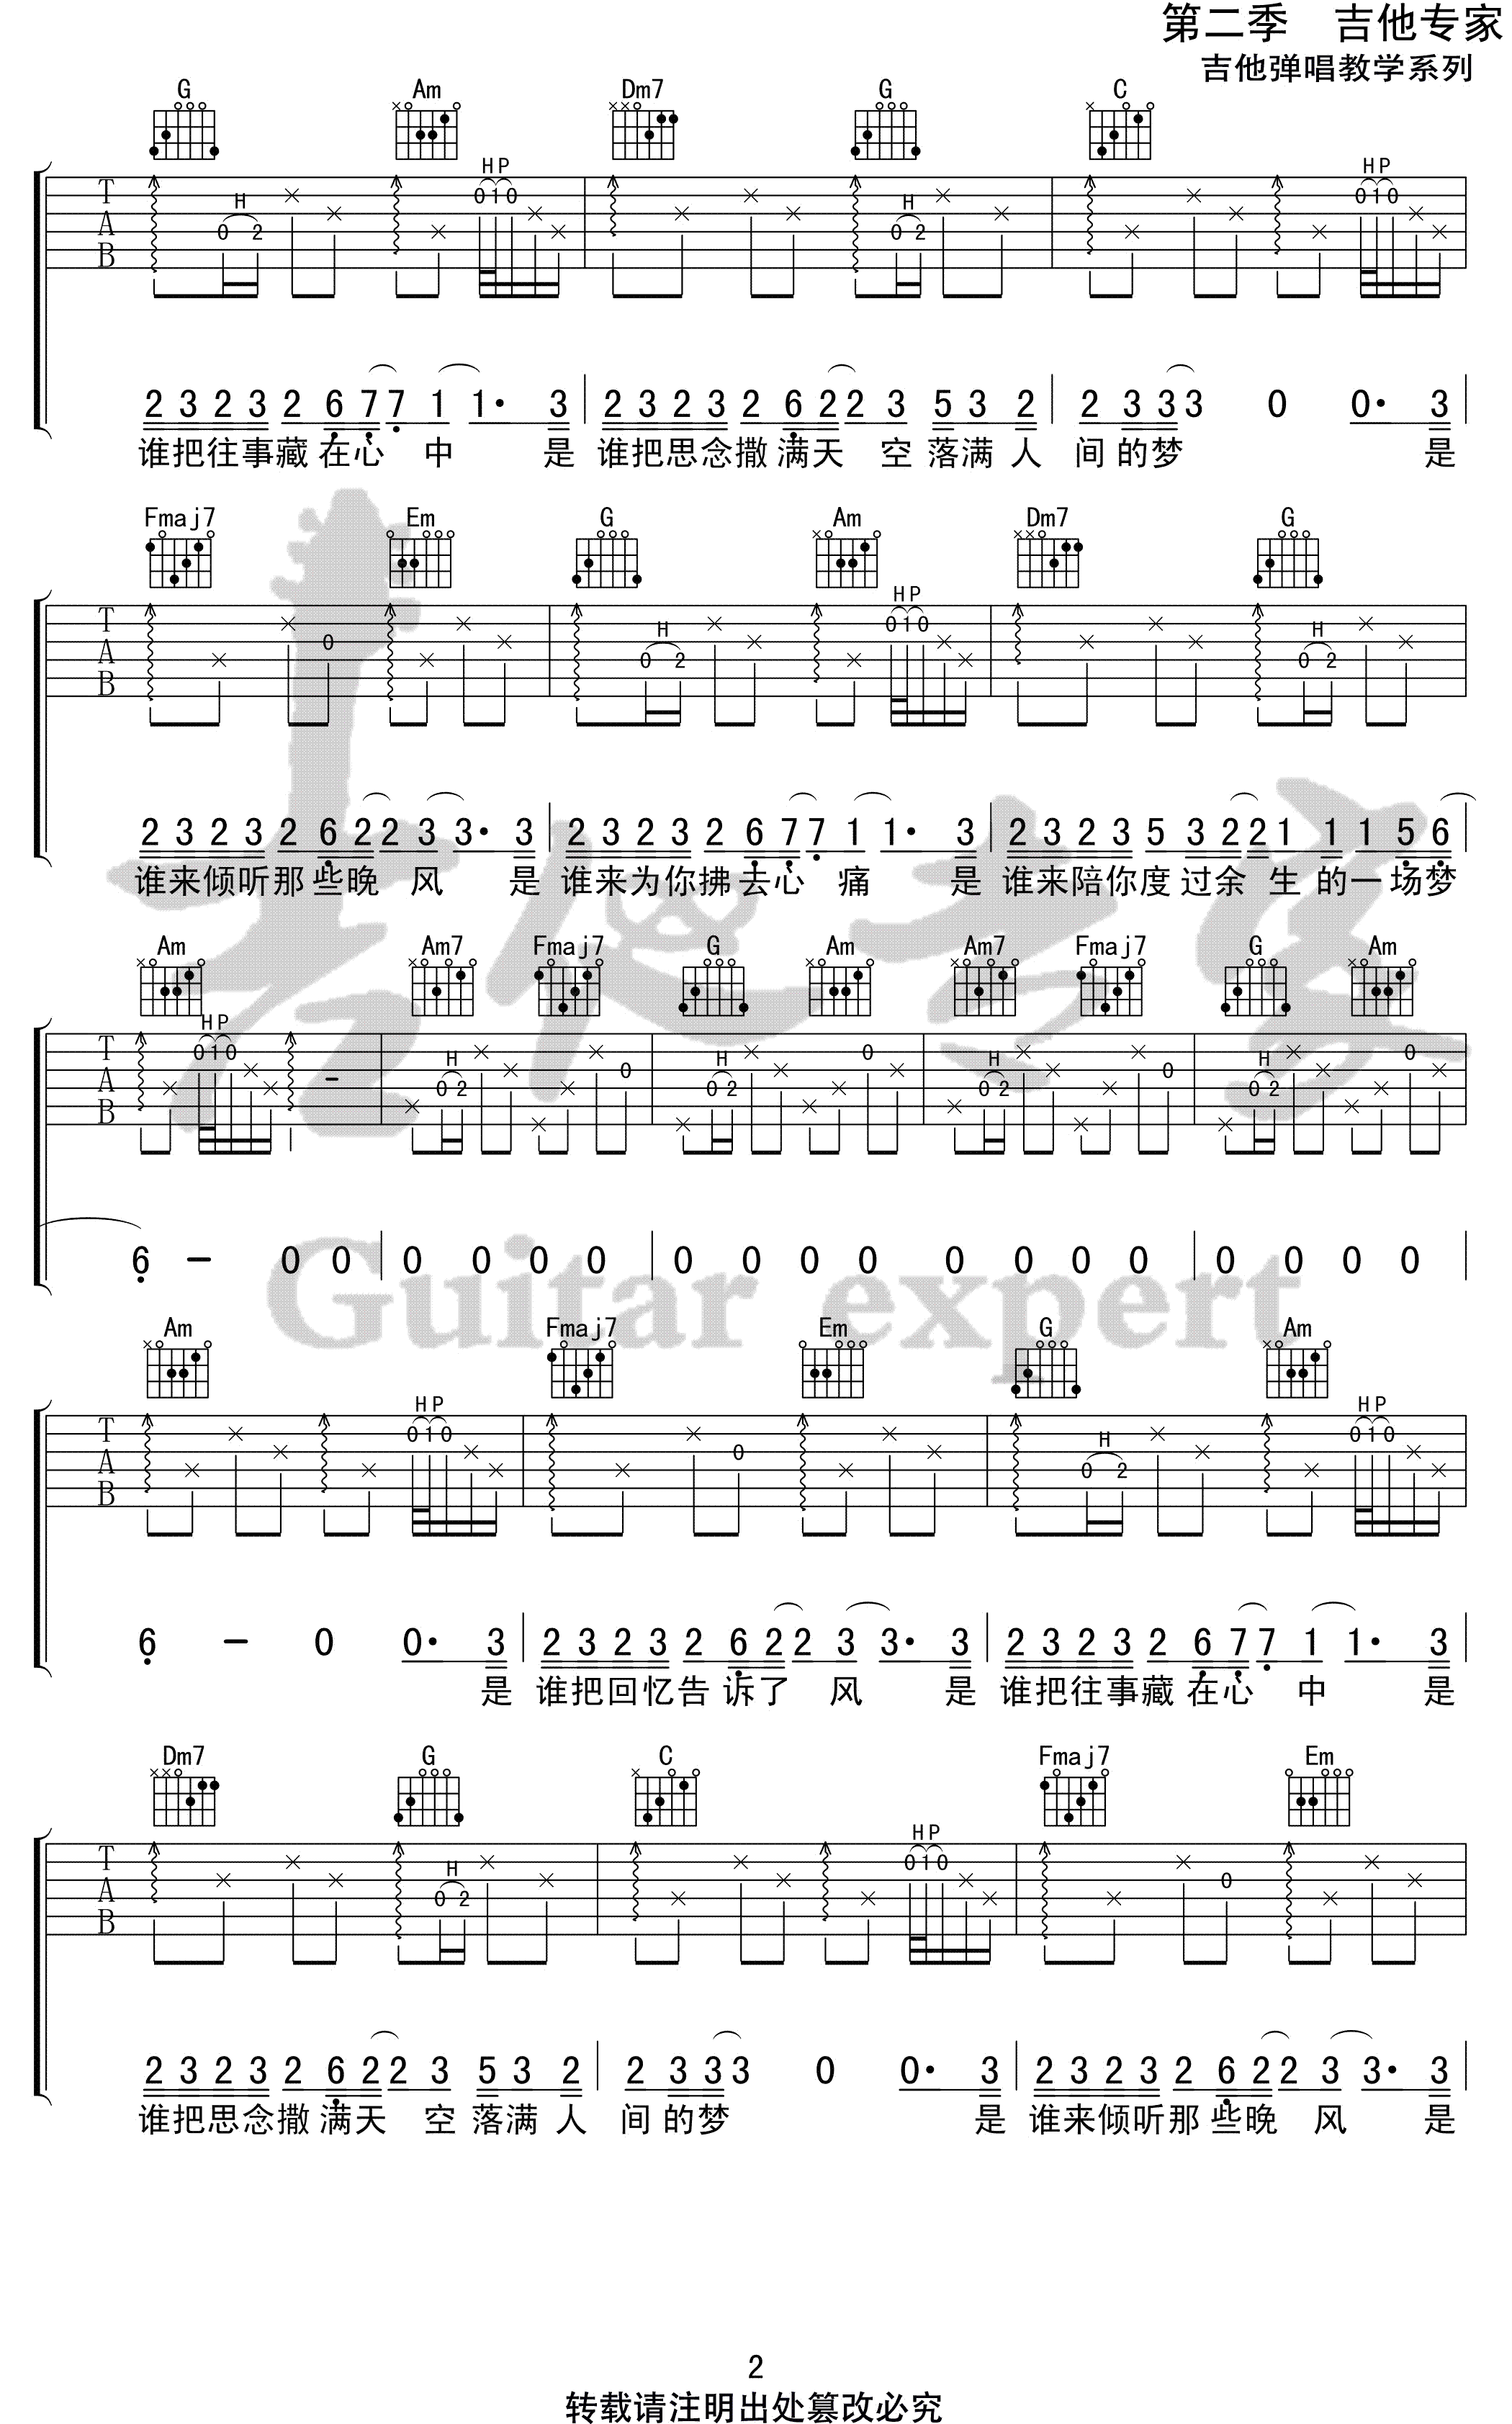 第二季 吉他专家
吉他弹唱教学系列
G Am Dm7 G C
H HP H HP
T 0 1 0 0 1 0
A 0 2 0 2
B
2 3 2 3 2 6 7 7 1 1· 3 2 3 2 3 2 6 2 2 3 5 3 2 2 3 3 3 0 0· 3
谁把往事藏在心 中 是 谁把思念撒满天 空 落满人 间的梦 是
Fmaj7 Em G Am Dm7 G
H HP H
T 0 1 0
A 0 0 2 0 2
B
2 3 2 3 2 6 2 2 3 3· 3 2 3 2 3 2 6 7 7 1 1· 3 2 3 2 3 5 3 2 2 1 1 1 5 6
谁来倾听那些晚 风 是 谁来为你拂去心 痛 是 谁来陪你度过余 生的一场梦
Am Am7 Fmaj7 G Am Am7 Fmaj7 G Am
HP H H H H
T 0 1 0 0 0
A - 0 2 0 0 2 0 2 0 0 2
B
6 - 0 0 0 0 0 0 0 0 0 0 0 0 0 0 0 0 0 0
Guitar expert
Am Fmaj7 Em G Am
HP H HP
T 0 1 0 0 1 0
A 0 0 2
B
6 - 0 0· 3 2 3 2 3 2 6 2 2 3 3· 3 2 3 2 3 2 6 7 7 1 1· 3
是 谁把回忆告诉了 风 是 谁把往事藏在心 中 是
Dm7 G C Fmaj7 Em
H HP
T 0 1 0
A 0 2 0
B
2 3 2 3 2 6 2 2 3 5 3 2 2 3 3 3 0 0· 3 2 3 2 3 2 6 2 2 3 3· 3
谁把思念撒满天 空 落满人 间的梦 是 谁来倾听那些晚 风 是
2
转载请注明出处篡改必究